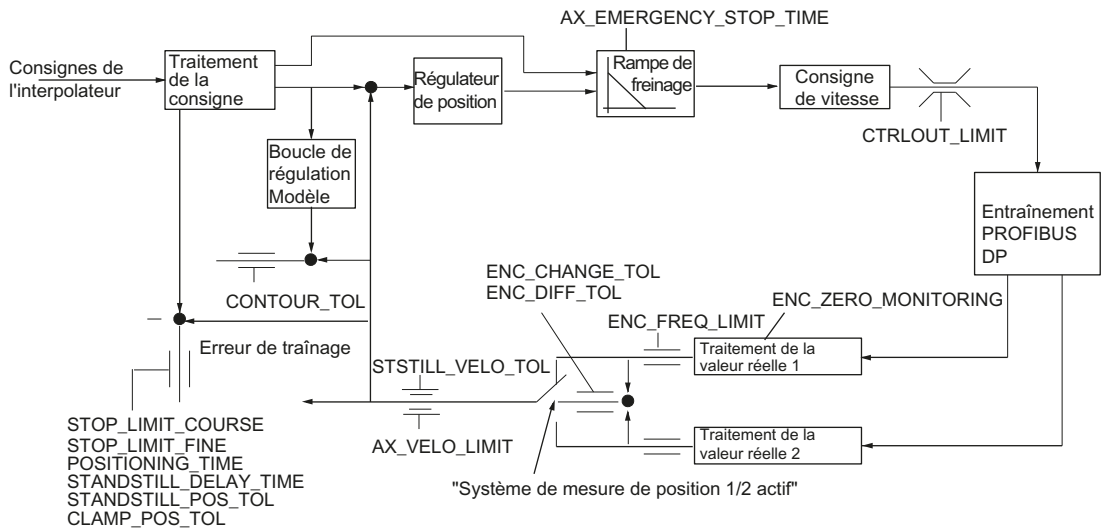 AX_EMERGENCY_STOP_TIME
Consignes de
l'interpolateur
Traitement
de la
consigne
Régulateur
de position
Rampe de
freinage
Consigne
de vitesse
CTRLOUT_LIMIT
Boucle de
régulation
Modèle
Entraînement
PROFIBUS
DP
CONTOUR_TOL
ENC_CHANGE_TOL
ENC_DIFF_TOL
ENC_ZERO_MONITORING
ENC_FREQ_LIMIT
–
Erreur de traînage
STSTILL_VELO_TOL
Traitement de la
valeur réelle 1
STOP_LIMIT_COURSE
STOP_LIMIT_FINE
POSITIONING_TIME
STANDSTILL_DELAY_TIME
STANDSTILL_POS_TOL
CLAMP_POS_TOL
AX_VELO_LIMIT
Traitement de la
valeur réelle 2
"Système de mesure de position 1/2 actif"